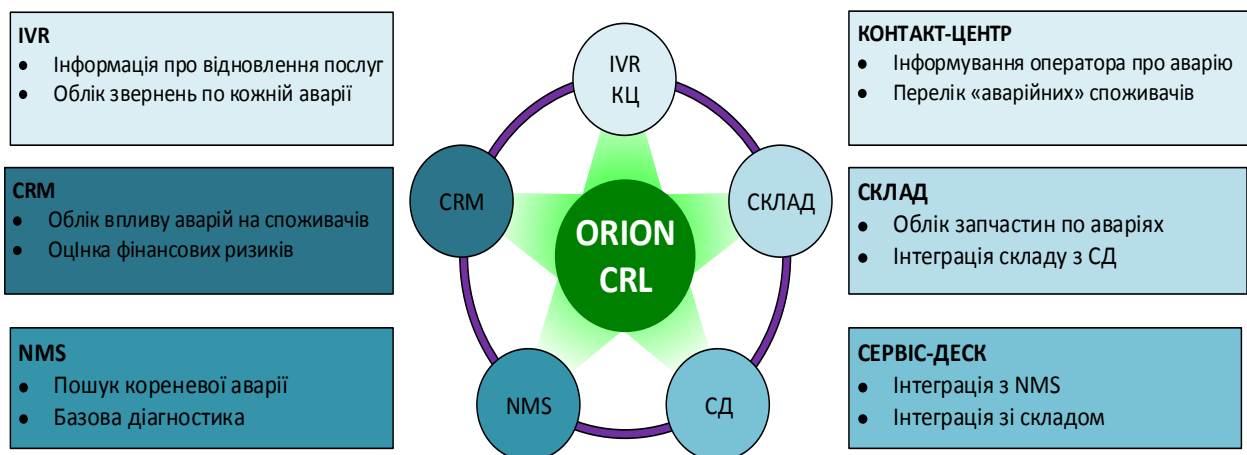 IVR
• Інформація про відновлення послуг
• Облік звернень по кожній аварії
CRM
• Облік впливу аварій на споживачів
• ОцІнка фінансових ризиків
NMS
• Пошук кореневої аварії
• Базова діагностика
IVR
КЦ
CRM
СКЛАД
ORION
CRL
NMS
СД
КОНТАКТ-ЦЕНТР
• Інформування оператора про аварію
• Перелік «аварійних» споживачів
СКЛАД
• Облік запчастин по аваріях
• Інтеграція складу з СД
СЕРВІС-ДЕСК
• Інтеграція з NMS
• Інтеграція зі складом